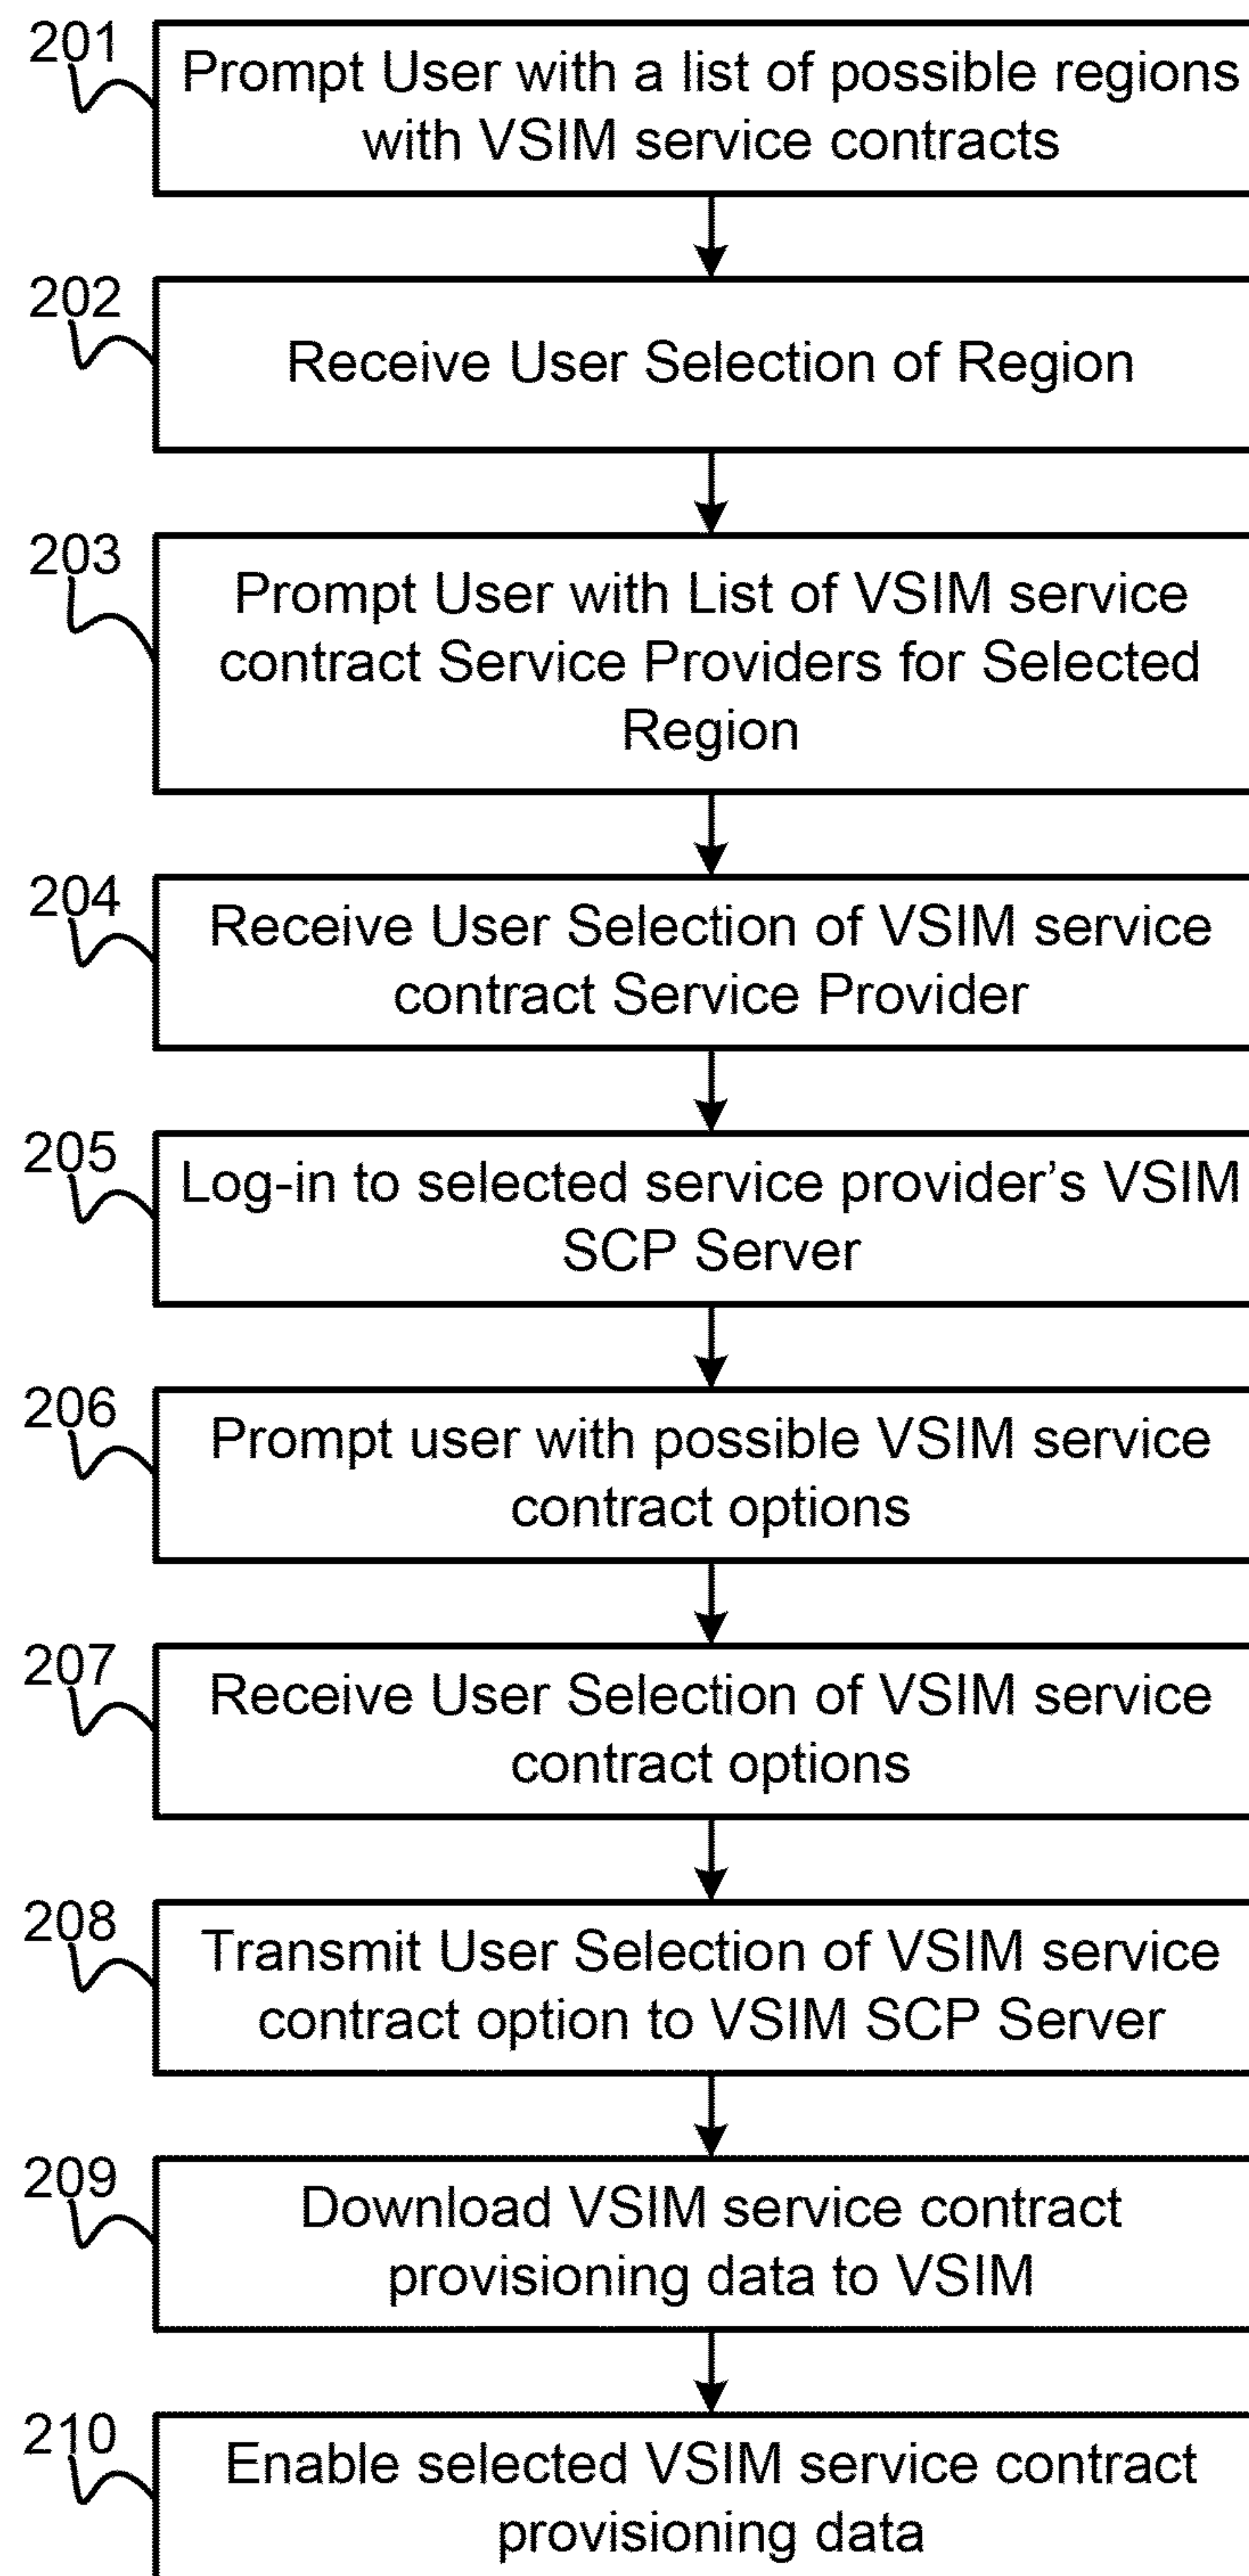 201
Prompt User with a list of possible regions
with VSIM service contracts
202
Receive User Selection of Region
203
Prompt User with List of VSIM service
contract Service Providers for Selected
Region
204
Receive User Selection of VSIM service
contract Service Provider
205
Log-in to selected service provider’s VSIM
SCP Server
206
Prompt user with possible VSIM service
contract options
207
Receive User Selection of VSIM service
contract options
208
Transmit User Selection of VSIM service
contract option to VSIM SCP Server
209
Download VSIM service contract
provisioning data to VSIM
210
Enable selected VSIM service contract
provisioning data